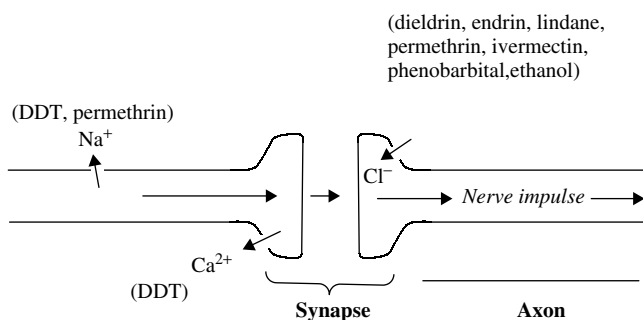 (dieldrin, endrin, lindane,
permethrin, ivermectin,
phenobarbital,ethanol)
(DDT, permethrin)
Na⁺
Cl⁻
Nerve impulse
Ca²⁺
(DDT)
Synapse
Axon